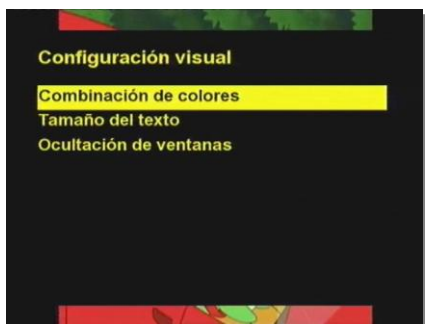 Configuración visual
Combinación de colores
Tamaño del texto
Ocultación de ventanas